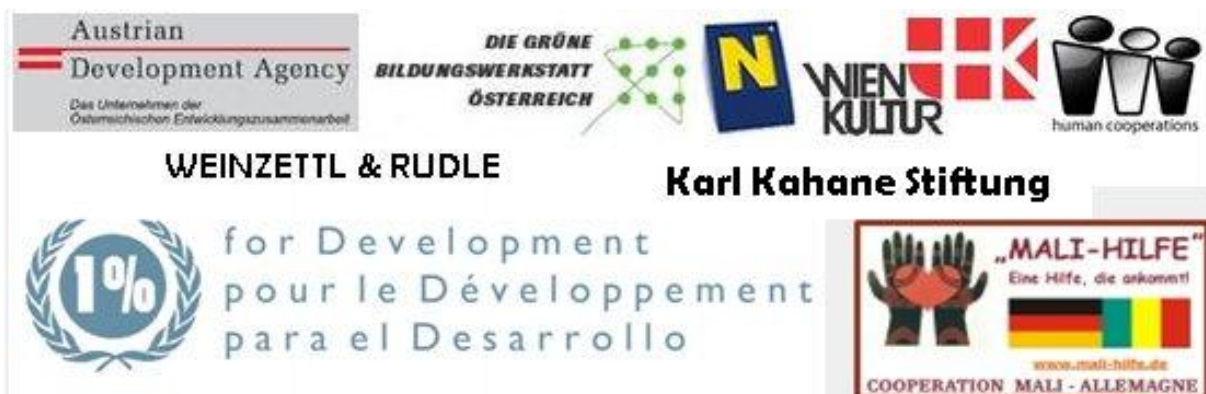 Austrian
Development Agency
Das Unternehmen der
Österreichischen Entwicklungszusammenarbeit
DIE GRÜNE
BILDUNGSWERKSTATT
ÖSTERREICH
N
WIEN
KULTUR
human cooperations
WEINZETTL & RUDLE
Karl Kahane Stiftung
1%
for Development
pour le Développement
para el Desarrollo
„MALI-HILFE"
Eine Hilfe, die ankommt!
www.mali-hilfe.de
COOPERATION MALI - ALLEMAGNE